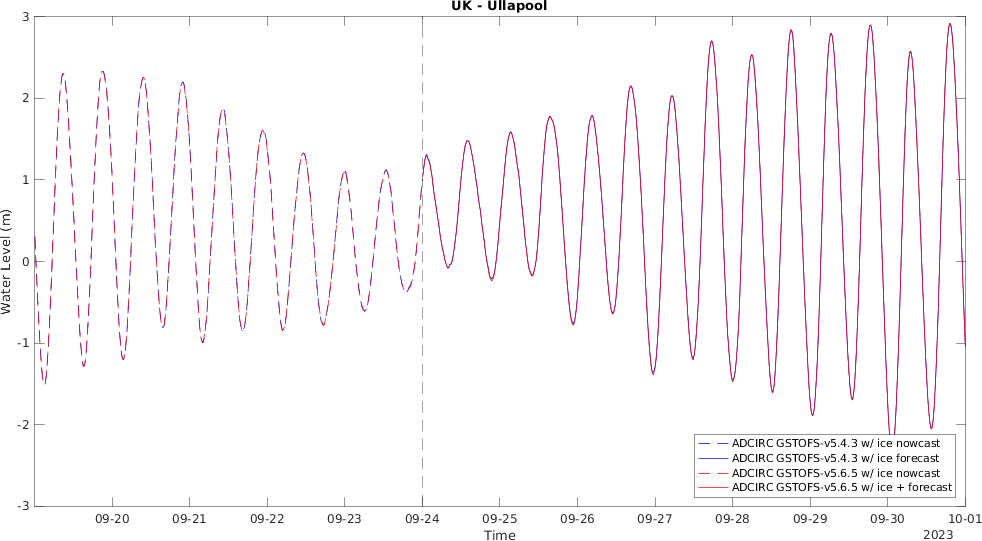 UK - Ullapool
3
2
1
0
-1
-2
-3
Water Level (m)
ADCIRC GSTOFS-v5.4.3 w/ ice nowcast
ADCIRC GSTOFS-v5.4.3 w/ ice forecast
ADCIRC GSTOFS-v5.6.5 w/ ice nowcast
ADCIRC GSTOFS-v5.6.5 w/ ice + forecast
09-20 09-21 09-22 09-23 09-24 09-25 09-26 09-27 09-28 09-29 09-30 10-01
Time 2023